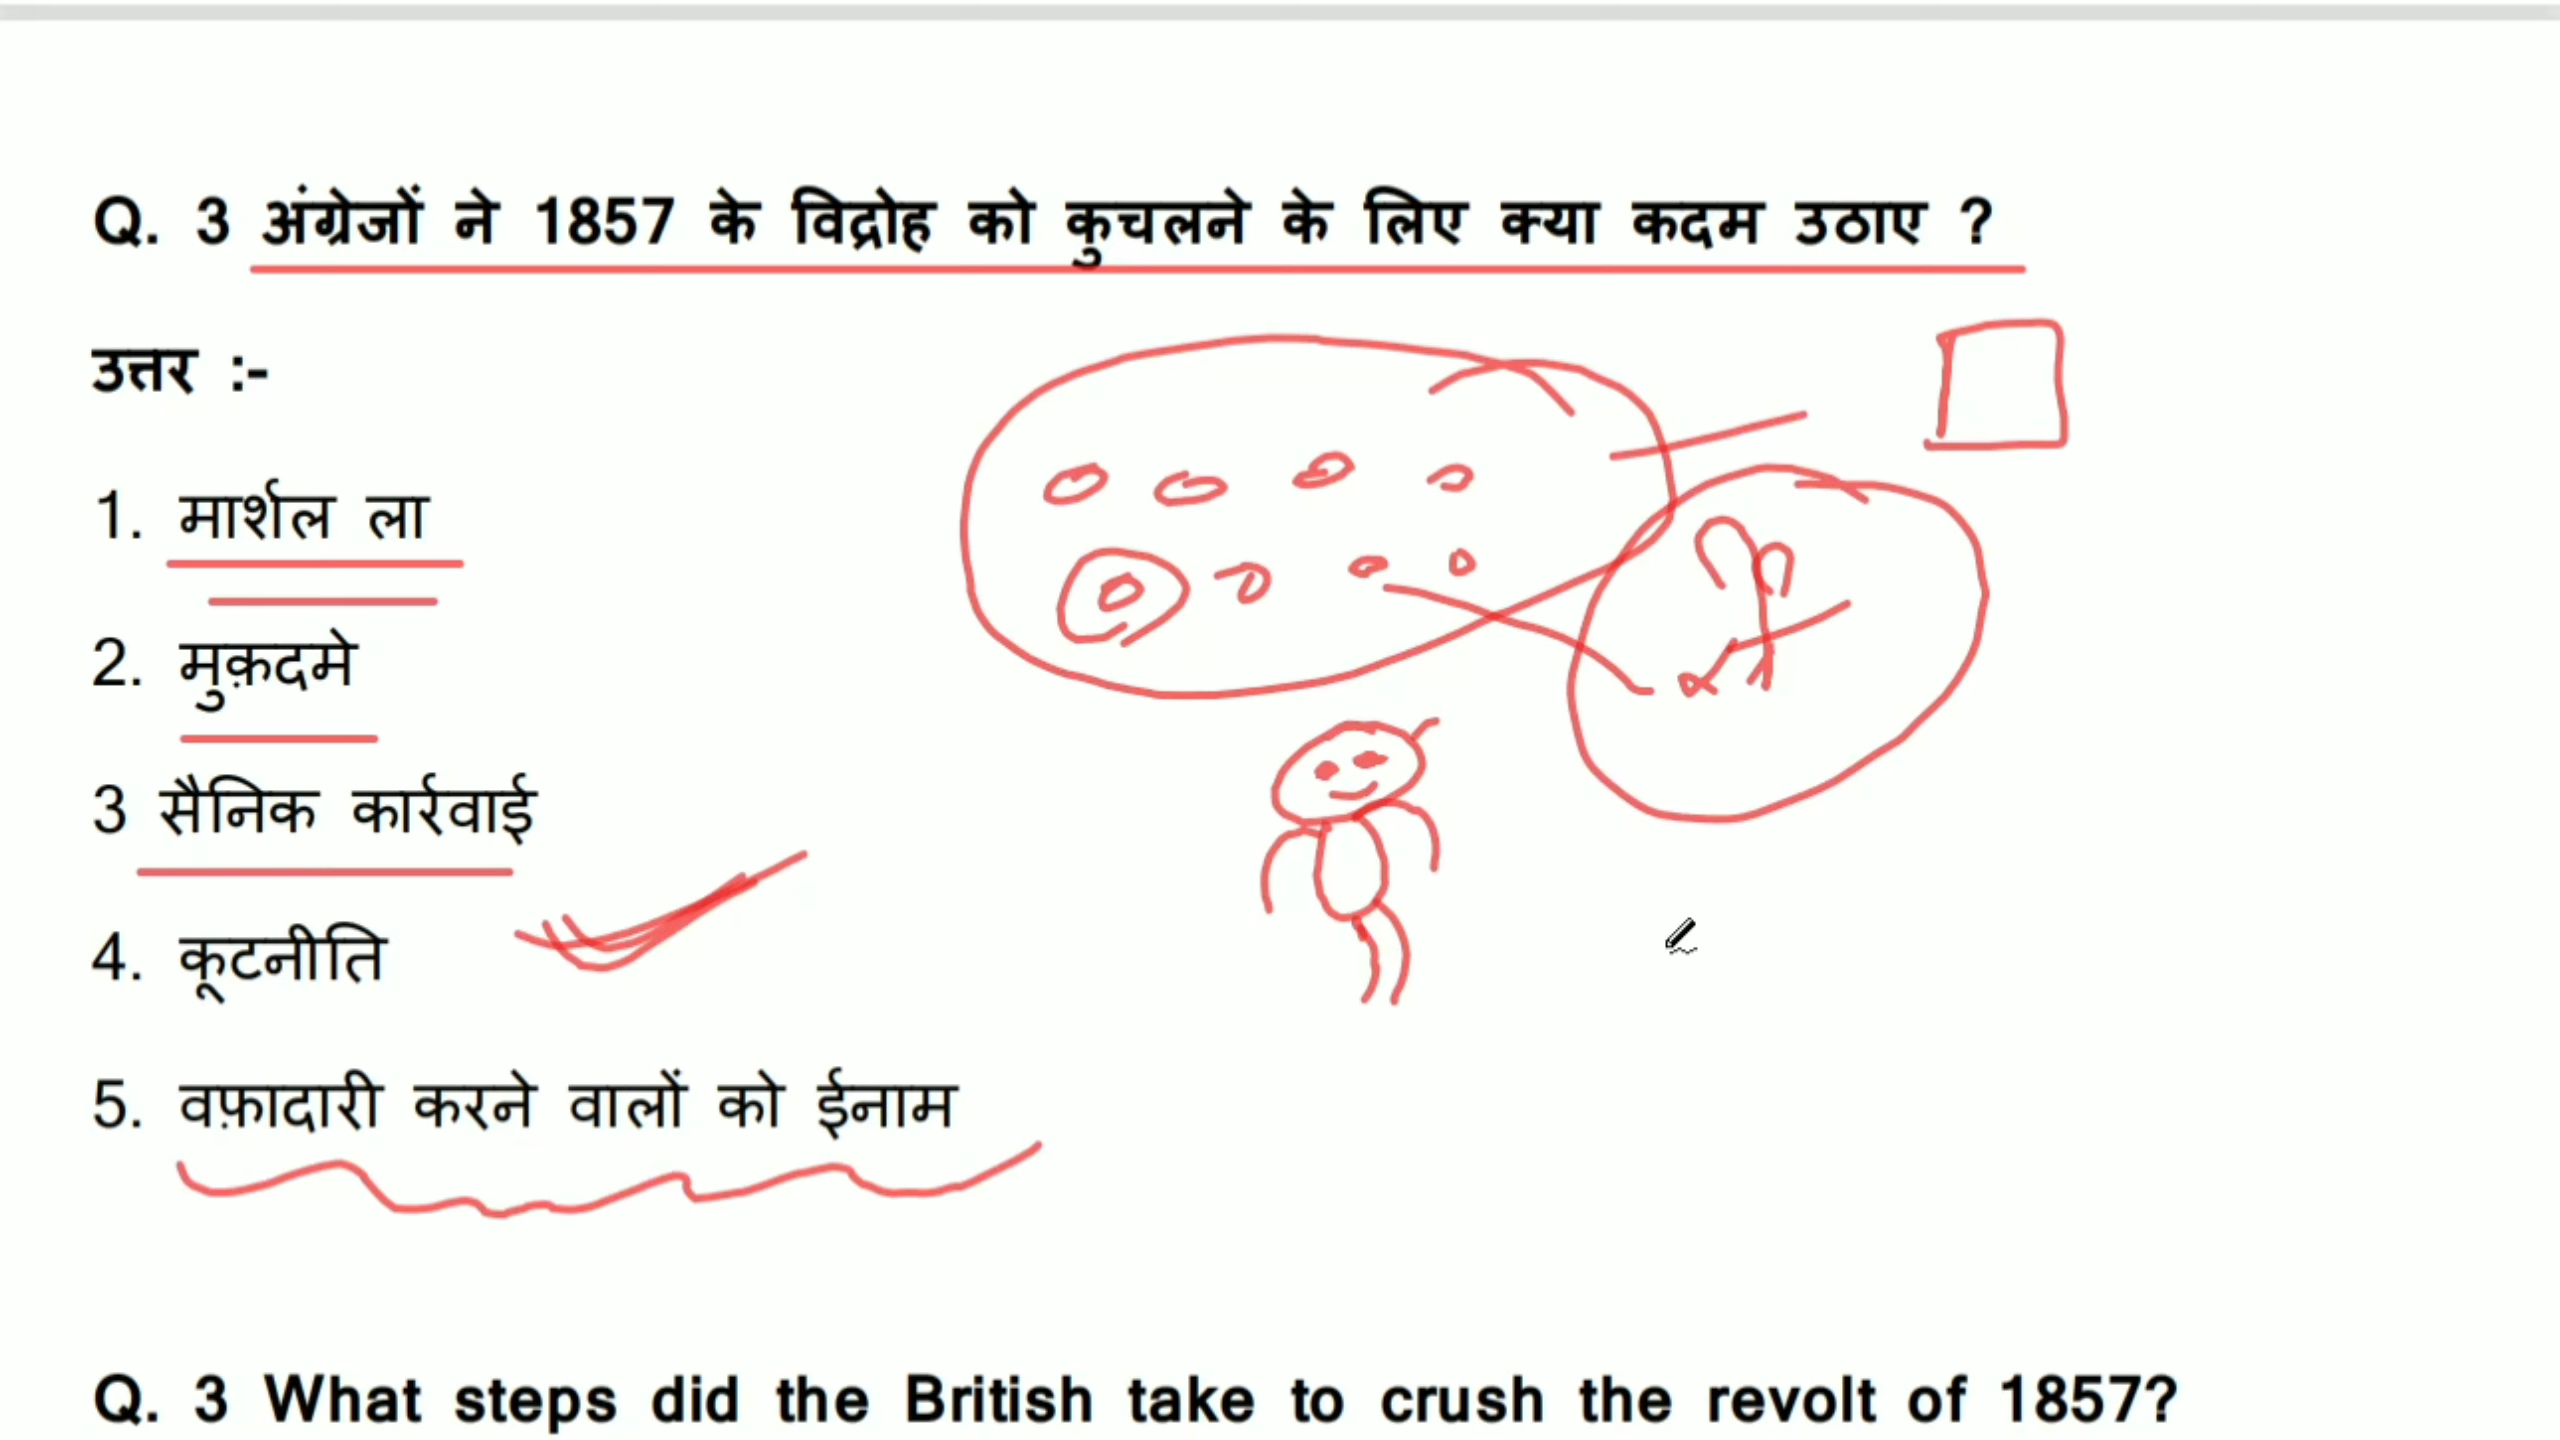 Q. 3 अंग्रेजों ने 1857 के विद्रोह को कुचलने के लिए क्या कदम उठाए ?
उत्तर :-
1. मार्शल ला
2. मुक़दमे
3 सैनिक कार्रवाई
4. कूटनीति
5. वफ़ादारी करने वालों को ईनाम
Q. 3 What steps did the British take to crush the revolt of 1857?